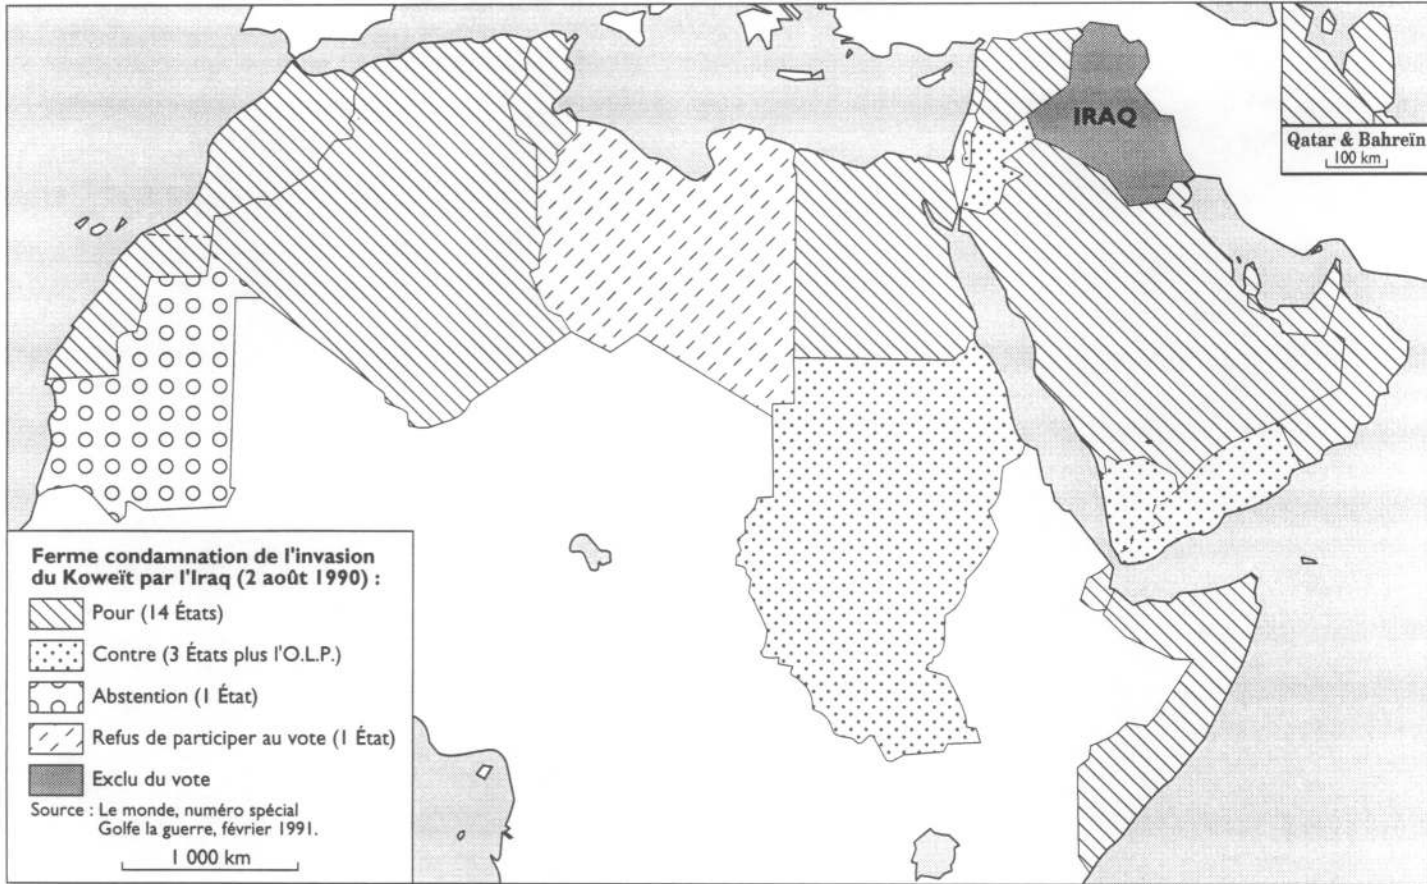 IRAQ
Qatar & Bahreïn
100 km
Ferme condamnation de l'invasion
du Koweït par l'Iraq (2 août 1990) :
Pour (14 États)
Contre (3 États plus l'O.L.P.)
Abstention (1 État)
Refus de participer au vote (1 État)
Exclu du vote
Source : Le monde, numéro spécial
Golfe la guerre, février 1991.
1 000 km